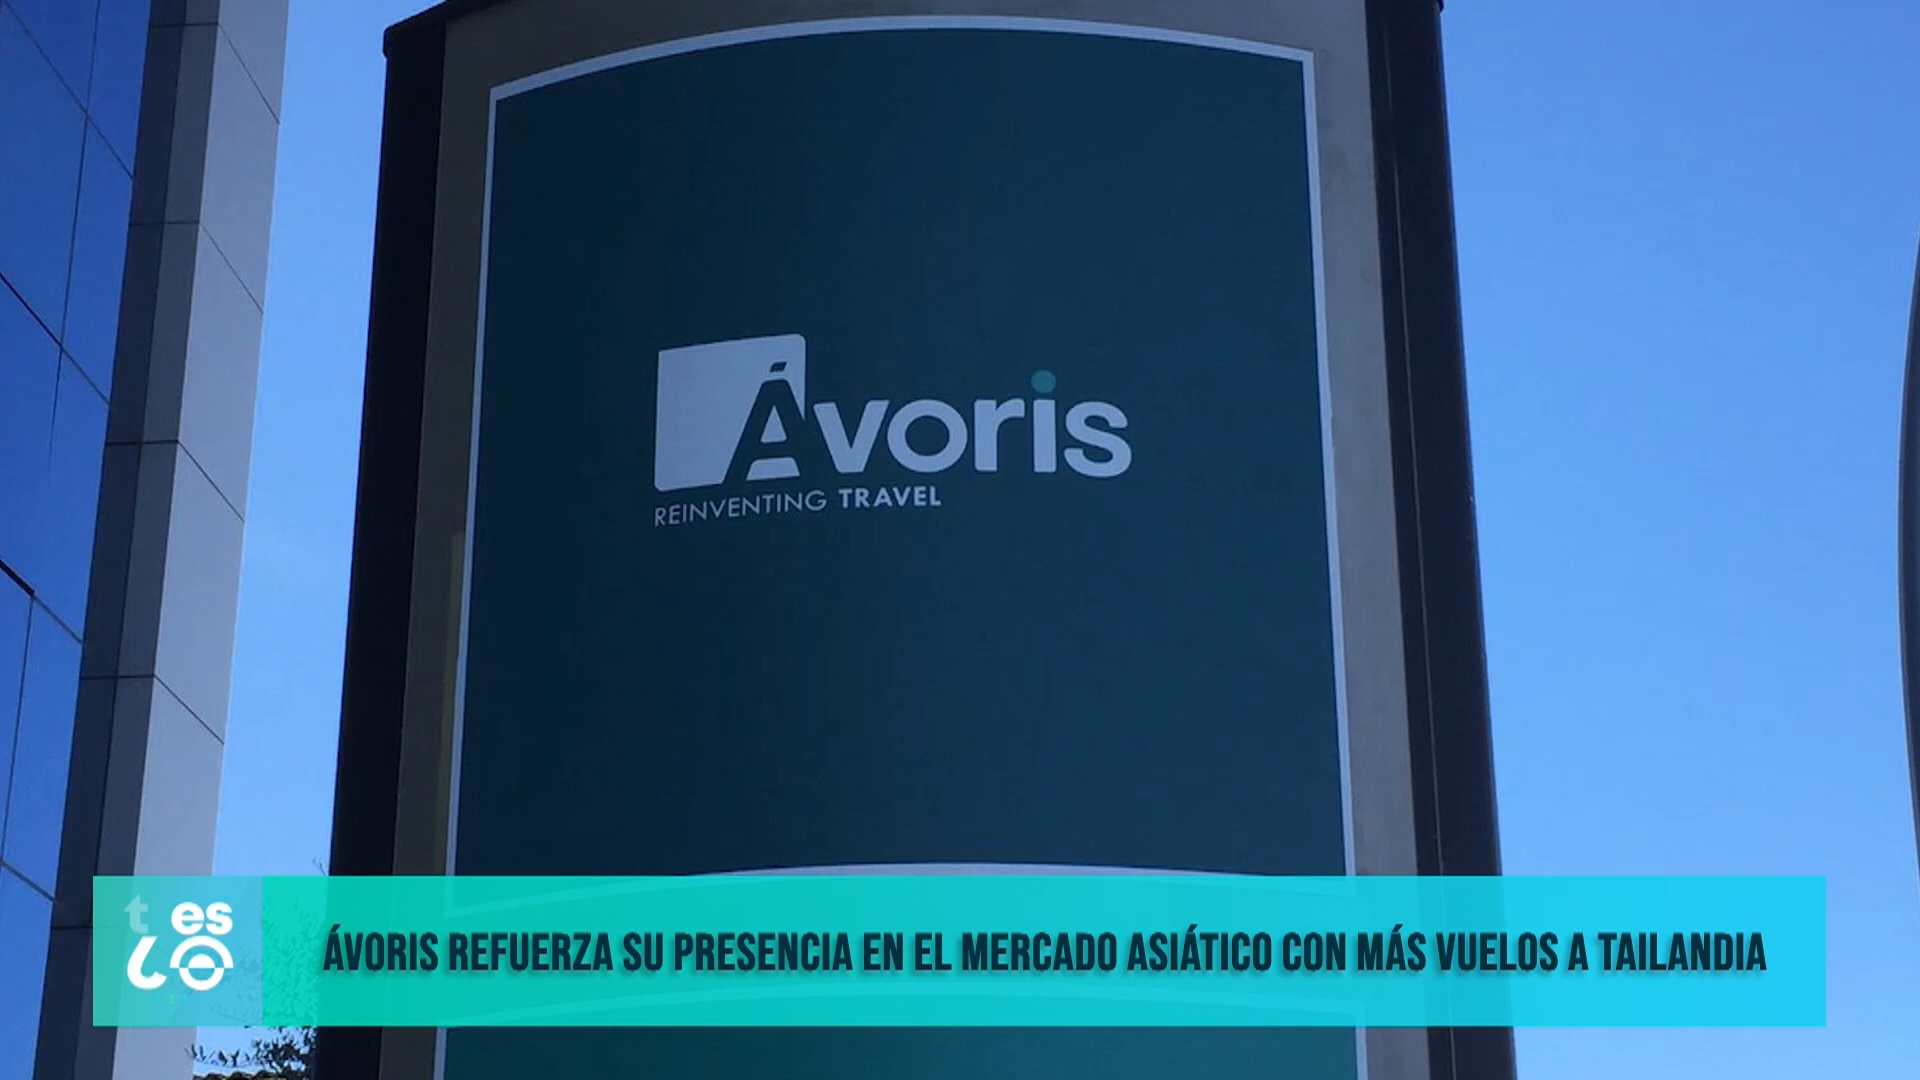 Ávoris
REINVENTING TRAVEL
t es
ÁVORIS REFUERZA SU PRESENCIA EN EL MERCADO ASIÁTICO CON MÁS VUELOS A TAILANDIA